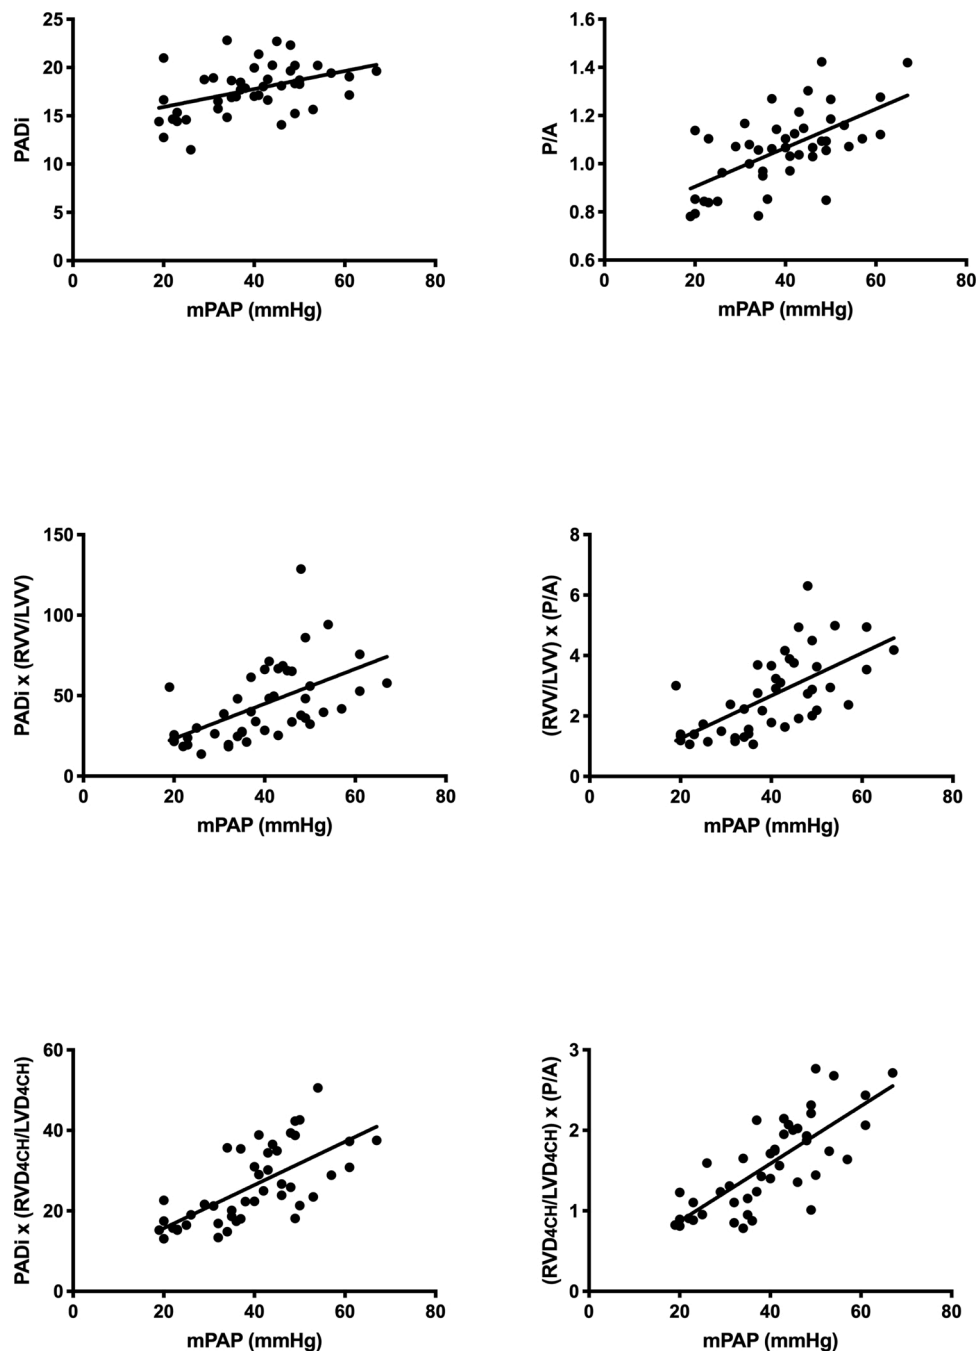 25
20
15
10
5
0
PADi
0 20 40 60 80
mPAP (mmHg)
1.6
1.4
1.2
1.0
0.8
0.6
P/A
0 20 40 60 80
mPAP (mmHg)
150
100
50
0
PADi x (RVV/LVV)
0 20 40 60 80
mPAP (mmHg)
8
6
4
2
0
(RVV/LVV) x (P/A)
0 20 40 60 80
mPAP (mmHg)
60
40
20
0
PADi x (RVD4CH/LVD4CH)
0 20 40 60 80
mPAP (mmHg)
3
2
1
0
(RVD4CH/LVD4CH) x (P/A)
0 20 40 60 80
mPAP (mmHg)